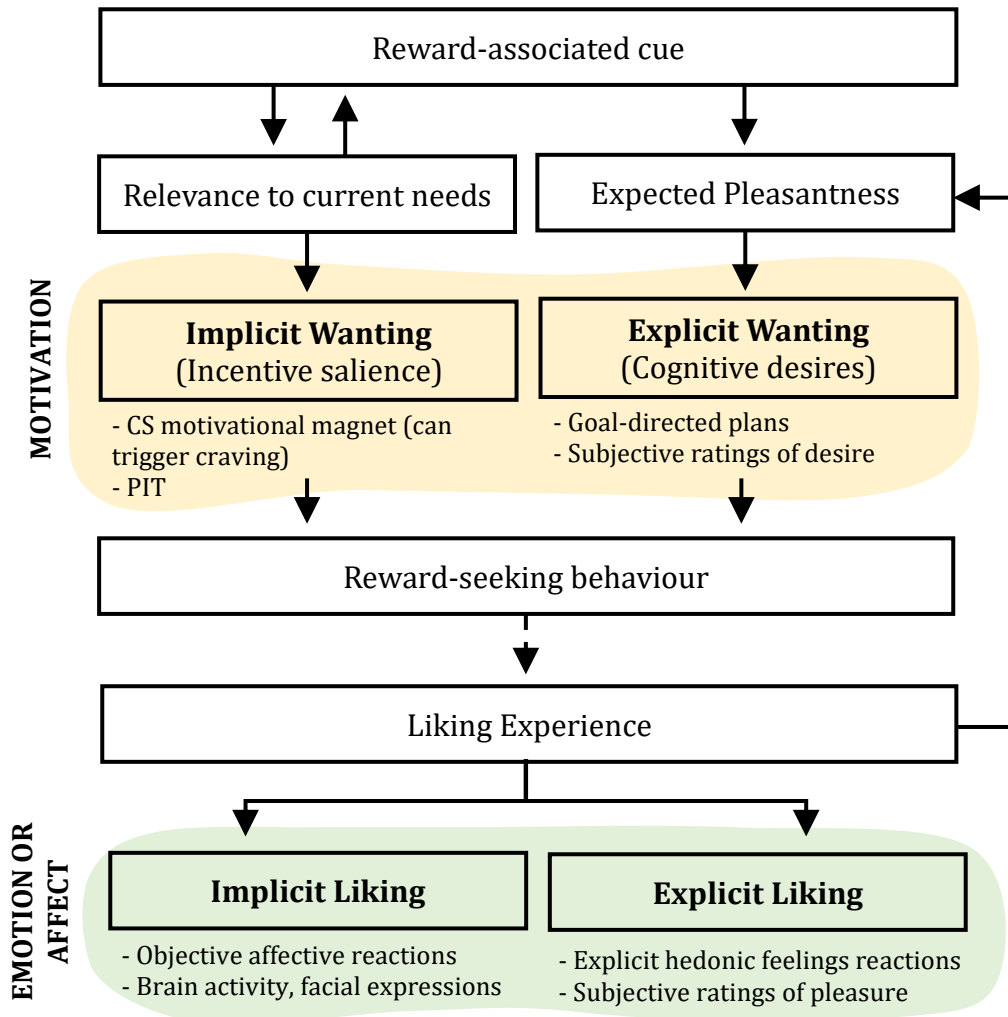 Reward-associated cue
Relevance to current needs
Expected Pleasantness
MOTIVATION
Implicit Wanting
(Incentive salience)
- CS motivational magnet (can
trigger craving)
- PIT
Explicit Wanting
(Cognitive desires)
- Goal-directed plans
- Subjective ratings of desire
Reward-seeking behaviour
Liking Experience
EMOTION OR
AFFECT
Implicit Liking
- Objective affective reactions
- Brain activity, facial expressions
Explicit Liking
- Explicit hedonic feelings reactions
- Subjective ratings of pleasure